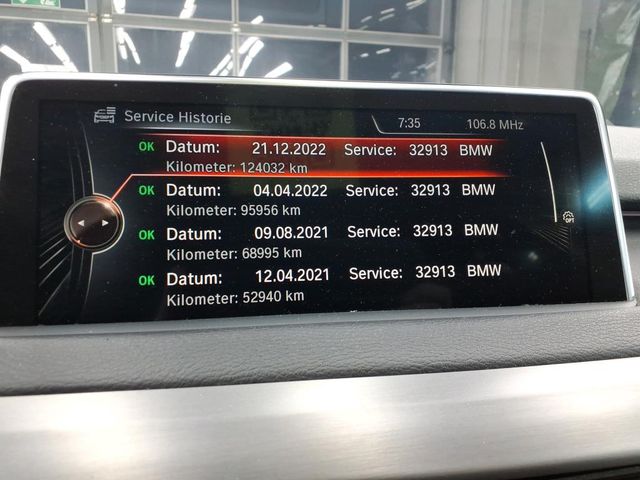 Service Historie 7:35 106.8 MHz
OK Datum: 21.12.2022 Service: 32913 BMW
Kilometer: 124032 km
OK Datum: 04.04.2022 Service: 32913 BMW
Kilometer: 95956 km
OK Datum: 09.08.2021 Service: 32913 BMW
Kilometer: 68995 km
OK Datum: 12.04.2021 Service: 32913 BMW
Kilometer: 52940 km
OPT